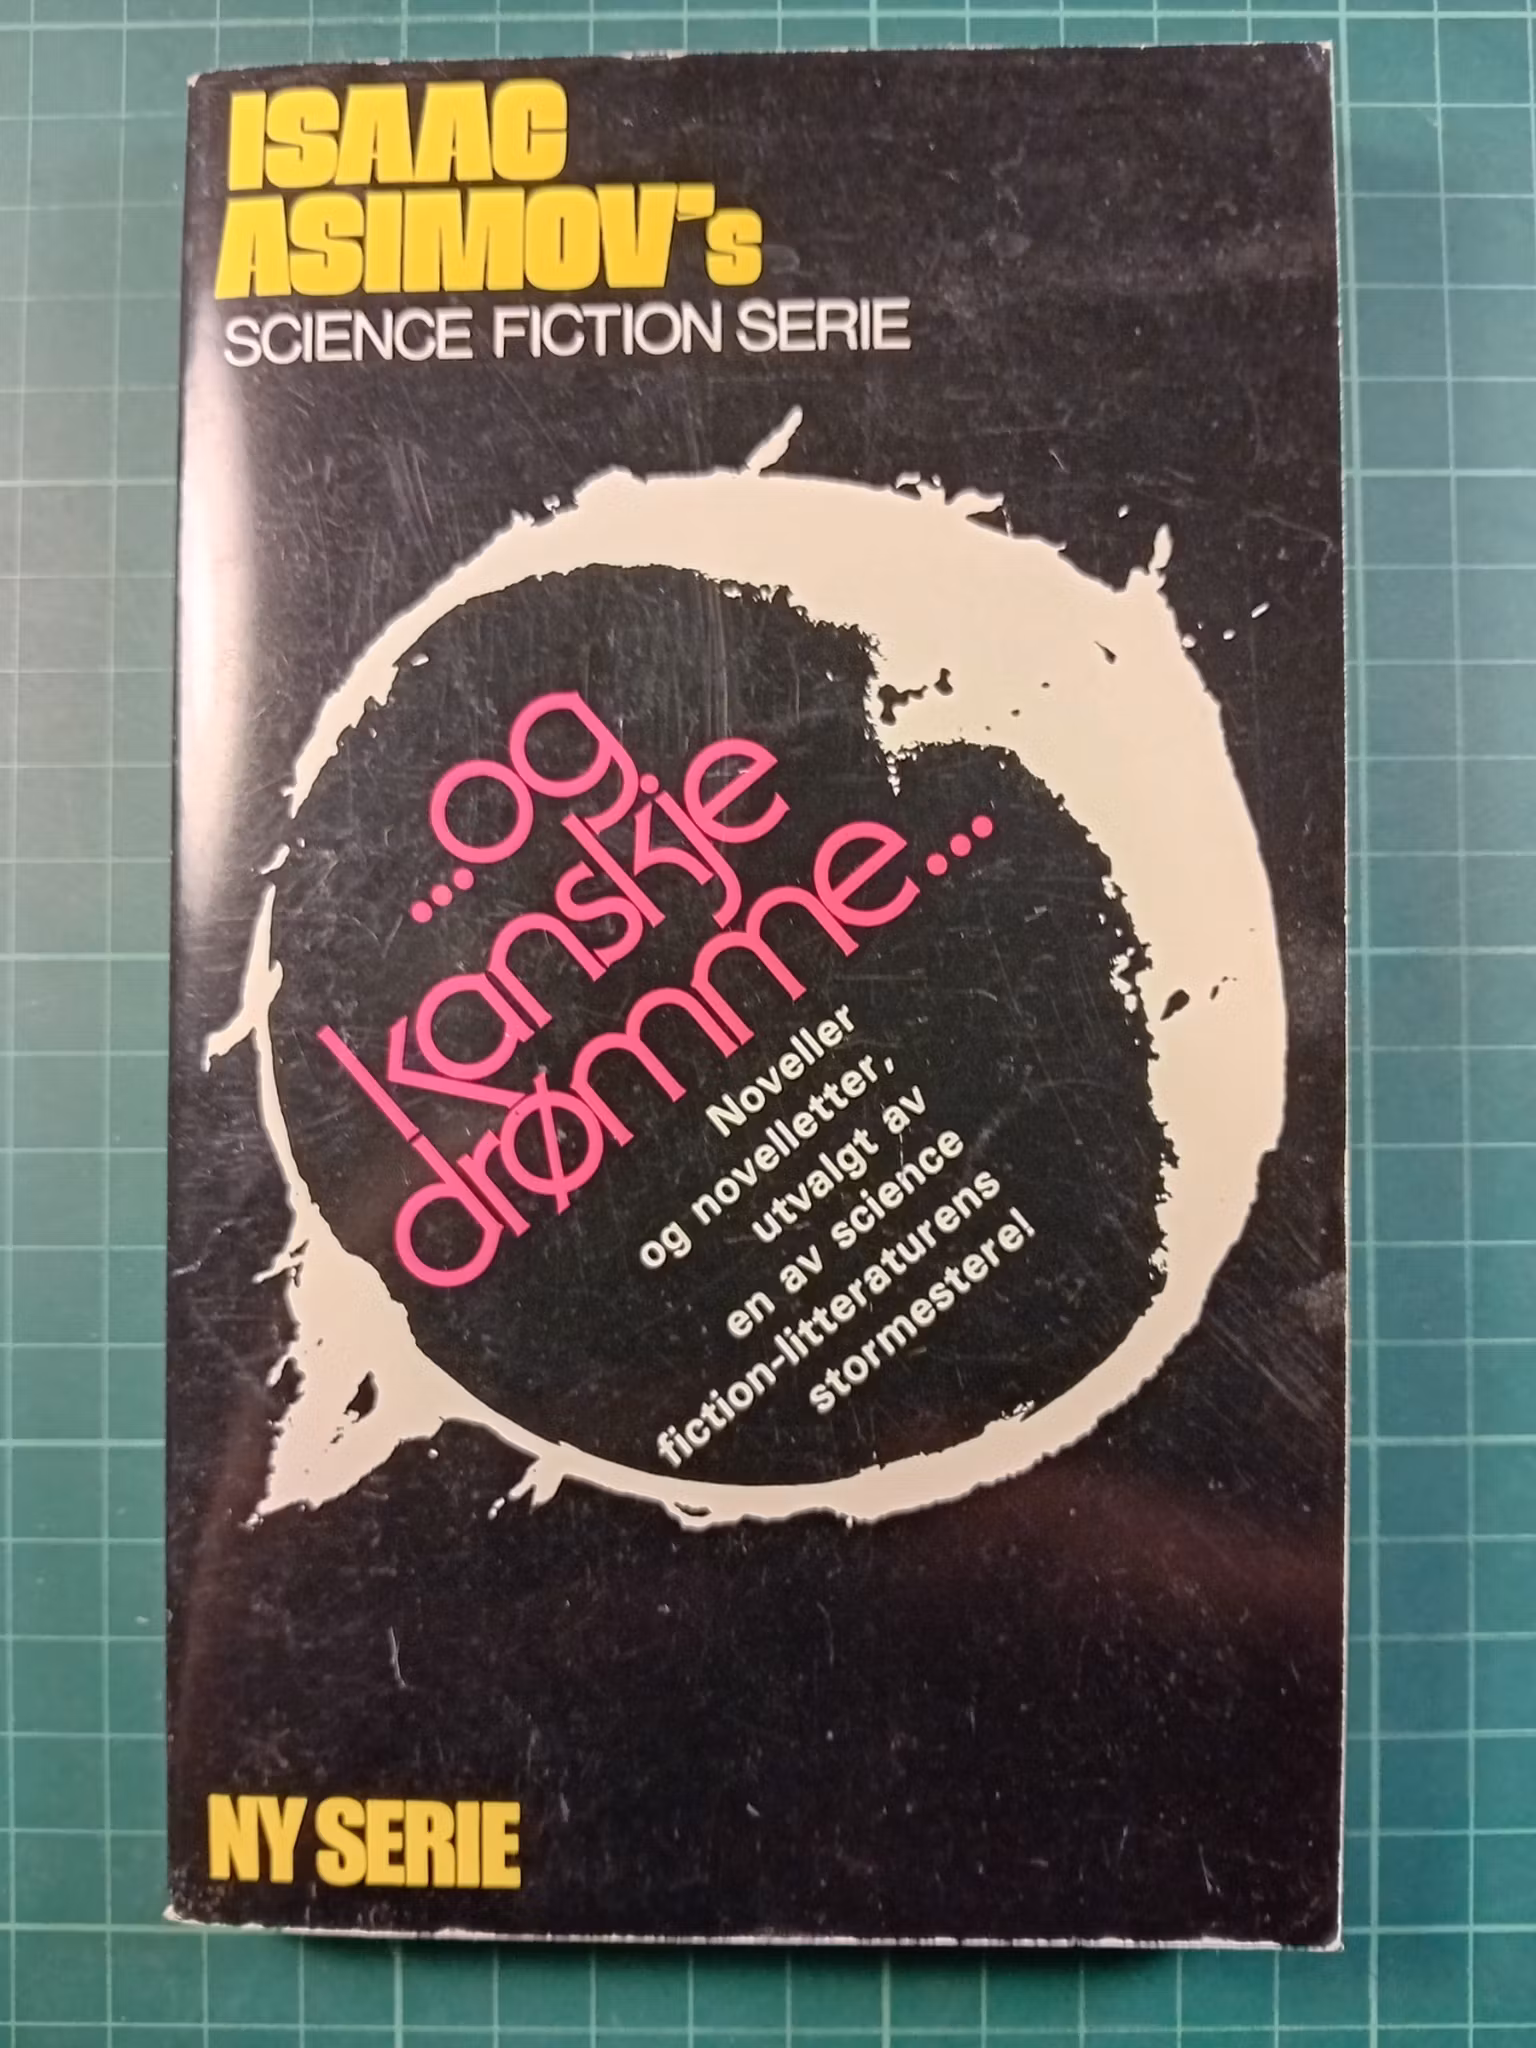 ISAAC
ASIMOV's
SCIENCE FICTION SERIE
...og
kanskje
drømme...
Noveller
og novelletter,
utvalgt av
en av science
fiction-litteraturens
stormestere!
NY SERIE